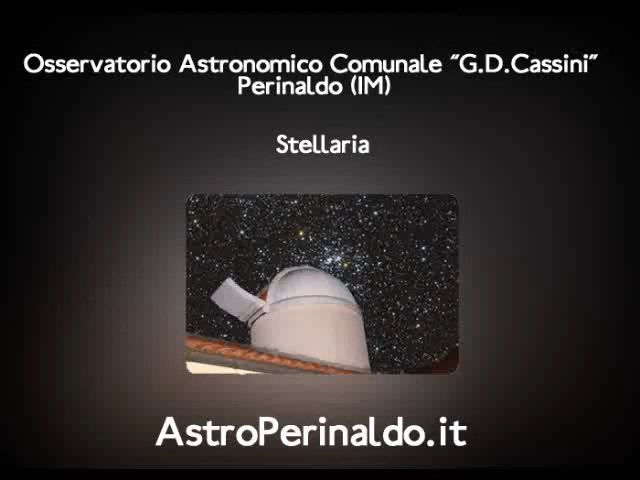 Osservatorio Astronomico Comunale "G.D.Cassini"
Perinaldo (IM)
Stellaria
AstroPerinaldo.it